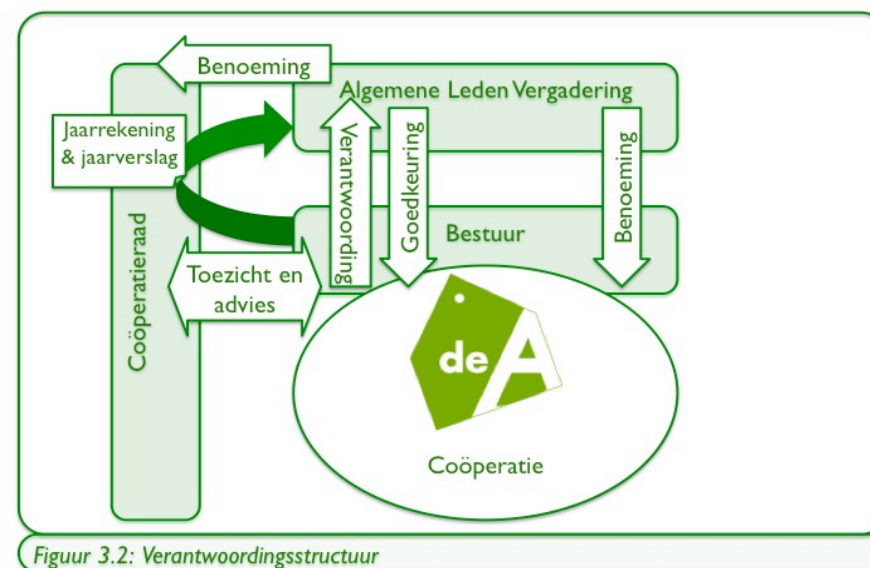 Benoeming
Algemene Leden Vergadering
Jaarrekening
& jaarverslag
Verantwoording
Goedkeuring
Benoeming
Bestuur
Coöperatieraad
Toezicht en
advies
de A
Coöperatie
Figuur 3.2: Verantwoordingsstructuur